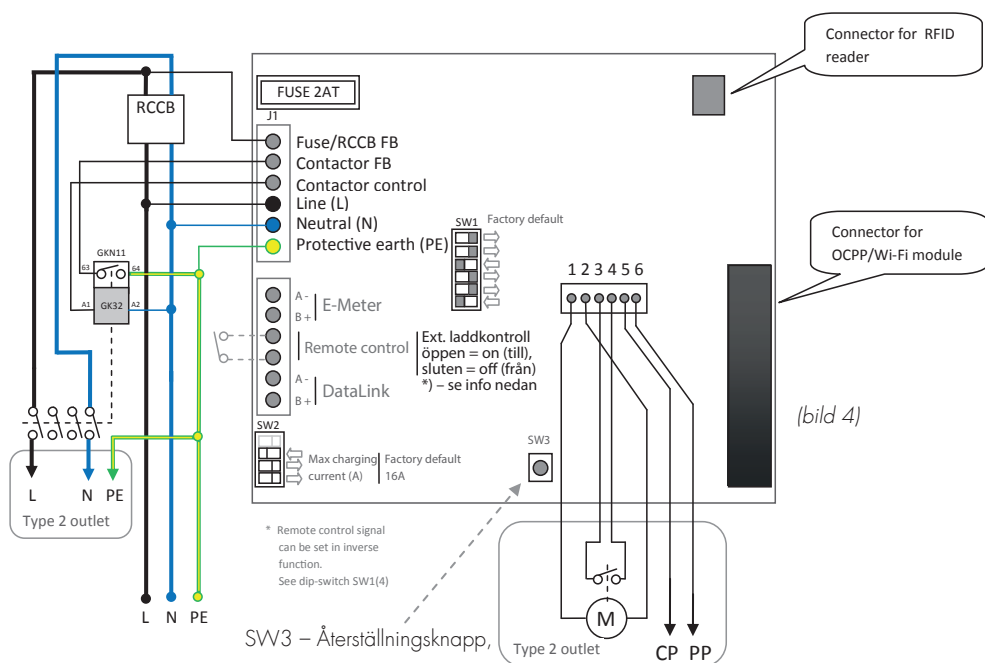 Connector for RFID
reader
FUSE 2AT
RCCB
J1
Fuse/RCCB FB
Contactor FB
Contactor control
Line (L)
Neutral (N)
Protective earth (PE)
SW1
Factory default
Connector for
OCPP/Wi-Fi module
GKN11
63
64
A1
GK32
A2
1 2 3 4 5 6
A -
B +
E-Meter
Remote control
Ext. laddkontroll
öppen = on (till),
sluten = off (från)
*) – se info nedan
A -
B +
DataLink
(bild 4)
SW2
Max charging
current (A)
Factory default
16A
SW3
L N PE
Type 2 outlet
* Remote control signal
can be set in inverse
function.
See dip-switch SW1(4)
M
L N PE
SW3 – Återställningsknapp,
Type 2 outlet
CP PP